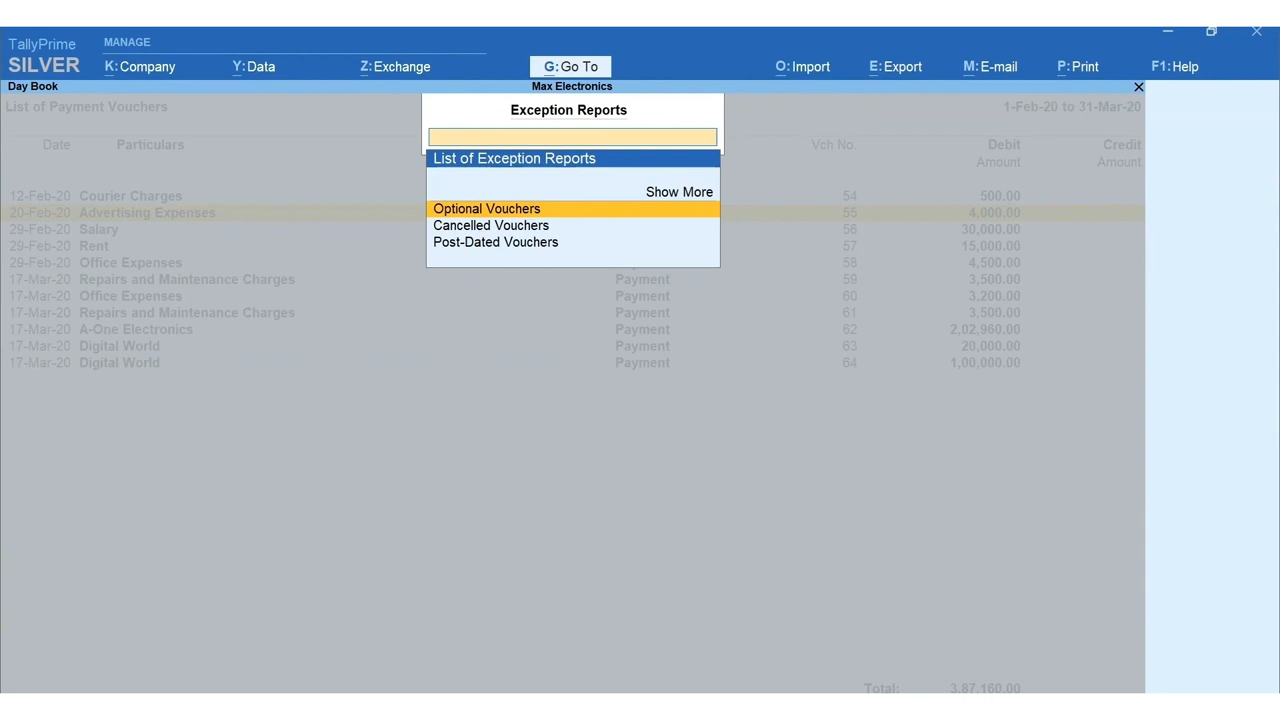 TallyPrime
MANAGE
SILVER
K:Company Y:Data Z:Exchange G:Go To O:Import E:Export M:E-mail P:Print F1:Help
Day Book Max Electronics
List of Payment Vouchers 1-Feb-20 to 31-Mar-20
Exception Reports
List of Exception Reports
Show More
Optional Vouchers
Cancelled Vouchers
Post-Dated Vouchers
Date Particulars Vch No. Debit Credit
Amount Amount
12-Feb-20 Courier Charges 54 500.00
20-Feb-20 Advertising Expenses 55 4,000.00
29-Feb-20 Salary 56 30,000.00
29-Feb-20 Rent 57 15,000.00
29-Feb-20 Office Expenses 58 4,500.00
17-Mar-20 Repairs and Maintenance Charges Payment 59 3,500.00
17-Mar-20 Office Expenses Payment 60 3,200.00
17-Mar-20 Repairs and Maintenance Charges Payment 61 3,500.00
17-Mar-20 A-One Electronics Payment 62 2,02,960.00
17-Mar-20 Digital World Payment 63 20,000.00
17-Mar-20 Digital World Payment 64 1,00,000.00
Total: 3,87,160.00